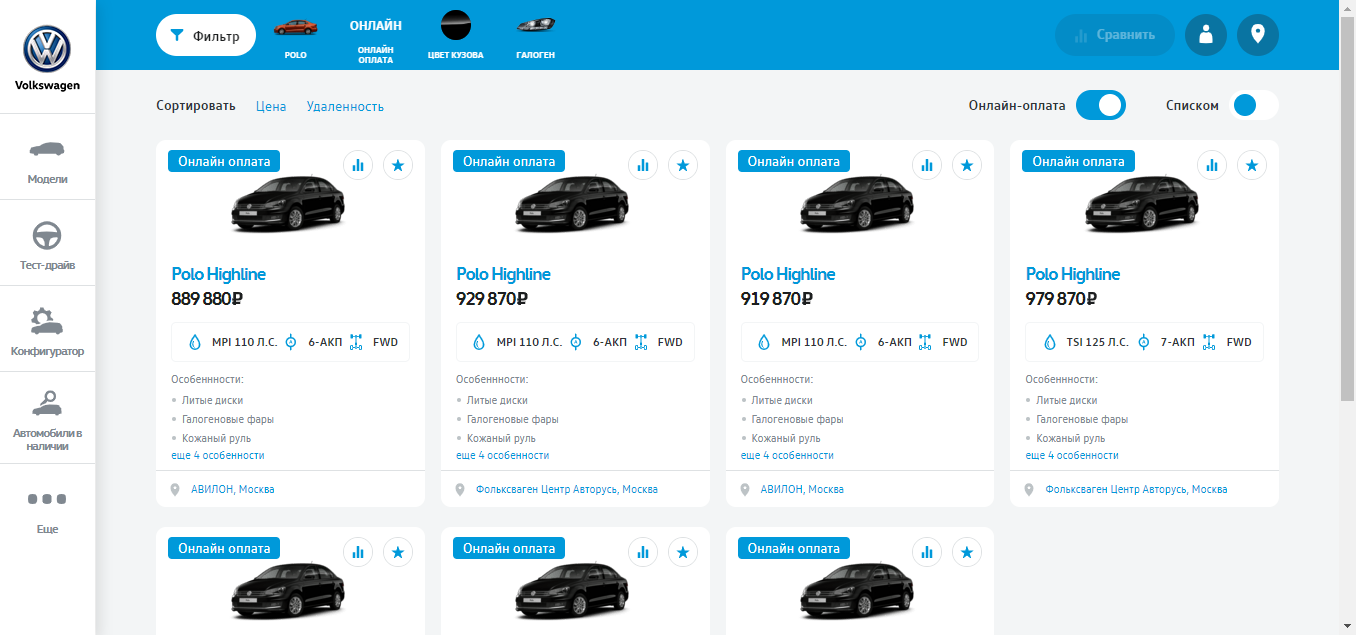 Volkswagen
Модели
Тест-драйв
Конфигуратор
Автомобили в
наличии
Еще
Фильтр
POLO
ОНЛАЙН
ОНЛАЙН
ОПЛАТА
ЦВЕТ КУЗОВА
ГАЛОГЕН
Сравнить
Сортировать Цена Удаленность
Онлайн-оплата Списком
Онлайн оплата
Polo Highline
889 880₽
MPI 110 Л.С. 6-АКП FWD
Особеннности:
Литые диски
Галогеновые фары
Кожаный руль
еще 4 особенности
АВИЛОН, Москва
Онлайн оплата
Polo Highline
929 870₽
MPI 110 Л.С. 6-АКП FWD
Особеннности:
Литые диски
Галогеновые фары
Кожаный руль
еще 4 особенности
Фольксваген Центр Авторусь, Москва
Онлайн оплата
Polo Highline
919 870₽
MPI 110 Л.С. 6-АКП FWD
Особеннности:
Литые диски
Галогеновые фары
Кожаный руль
еще 4 особенности
АВИЛОН, Москва
Онлайн оплата
Polo Highline
979 870₽
TSI 125 Л.С. 7-АКП FWD
Особеннности:
Литые диски
Галогеновые фары
Кожаный руль
еще 4 особенности
Фольксваген Центр Авторусь, Москва
Онлайн оплата
Онлайн оплата
Онлайн оплата